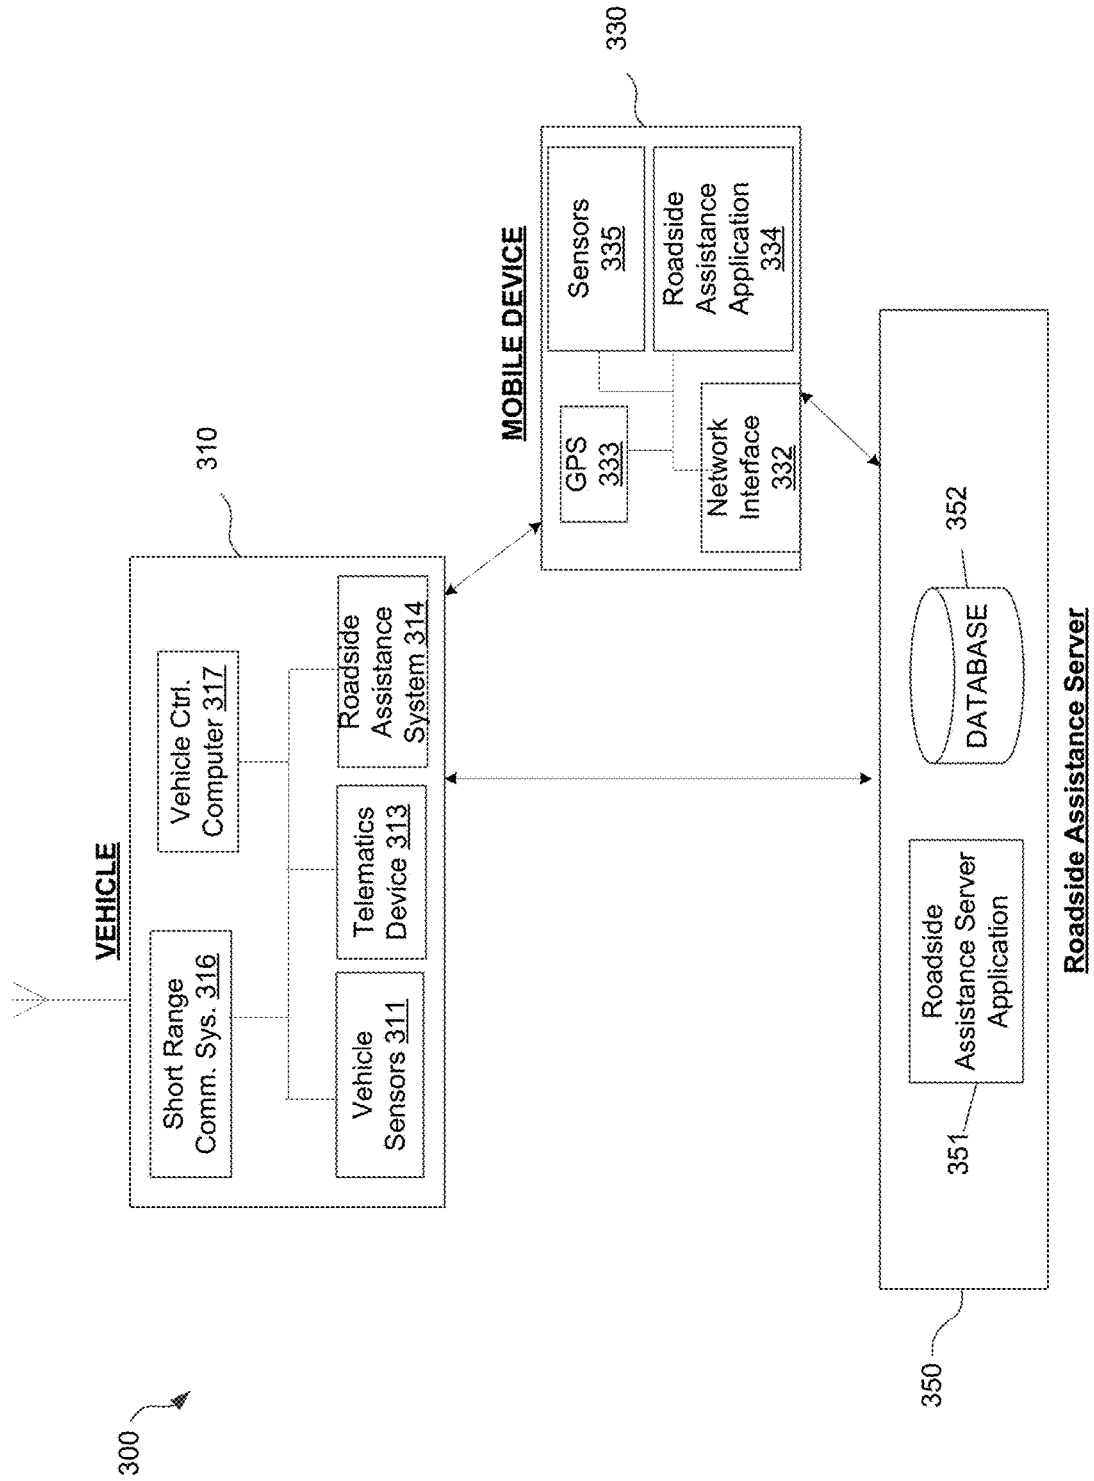 300
VEHICLE
310
Short Range
Comm. Sys. 316
Vehicle Ctrl.
Computer 317
Vehicle
Sensors 311
Telematics
Device 313
Roadside
Assistance
System 314
MOBILE DEVICE
330
GPS
333
Sensors
335
Network
Interface
332
Roadside
Assistance
Application
334
350
351
Roadside
Assistance Server
Application
DATABASE
352
Roadside Assistance Server